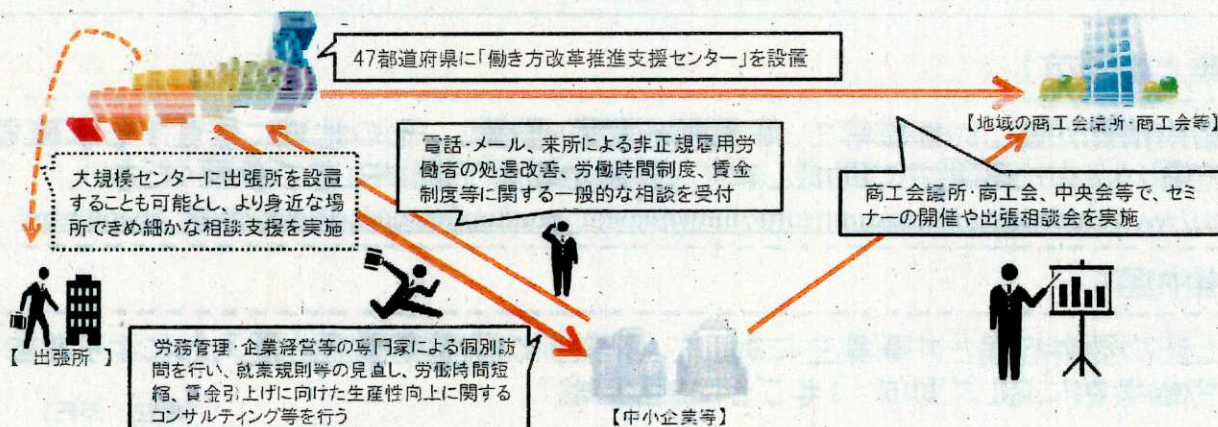 47都道府県に「働き方改革推進支援センター」を設置
【地域の商工会議所・商工会等】
電話・メール、来所による非正規雇用労
働者の処遇改善、労働時間制度、賃金
制度等に関する一般的な相談を受付
大規模センターに出張所を設置
することも可能とし、より身近な場
所できめ細かな相談支援を実施
商工会議所・商工会、中央会等で、セミ
ナーの開催や出張相談会を実施
【 出張所 】
労務管理・企業経営等の専門家による個別訪
問を行い、就業規則等の見直し、労働時間短
縮、賃金引上げに向けた生産性向上に関する
コンサルティング等を行う
【中小企業等】